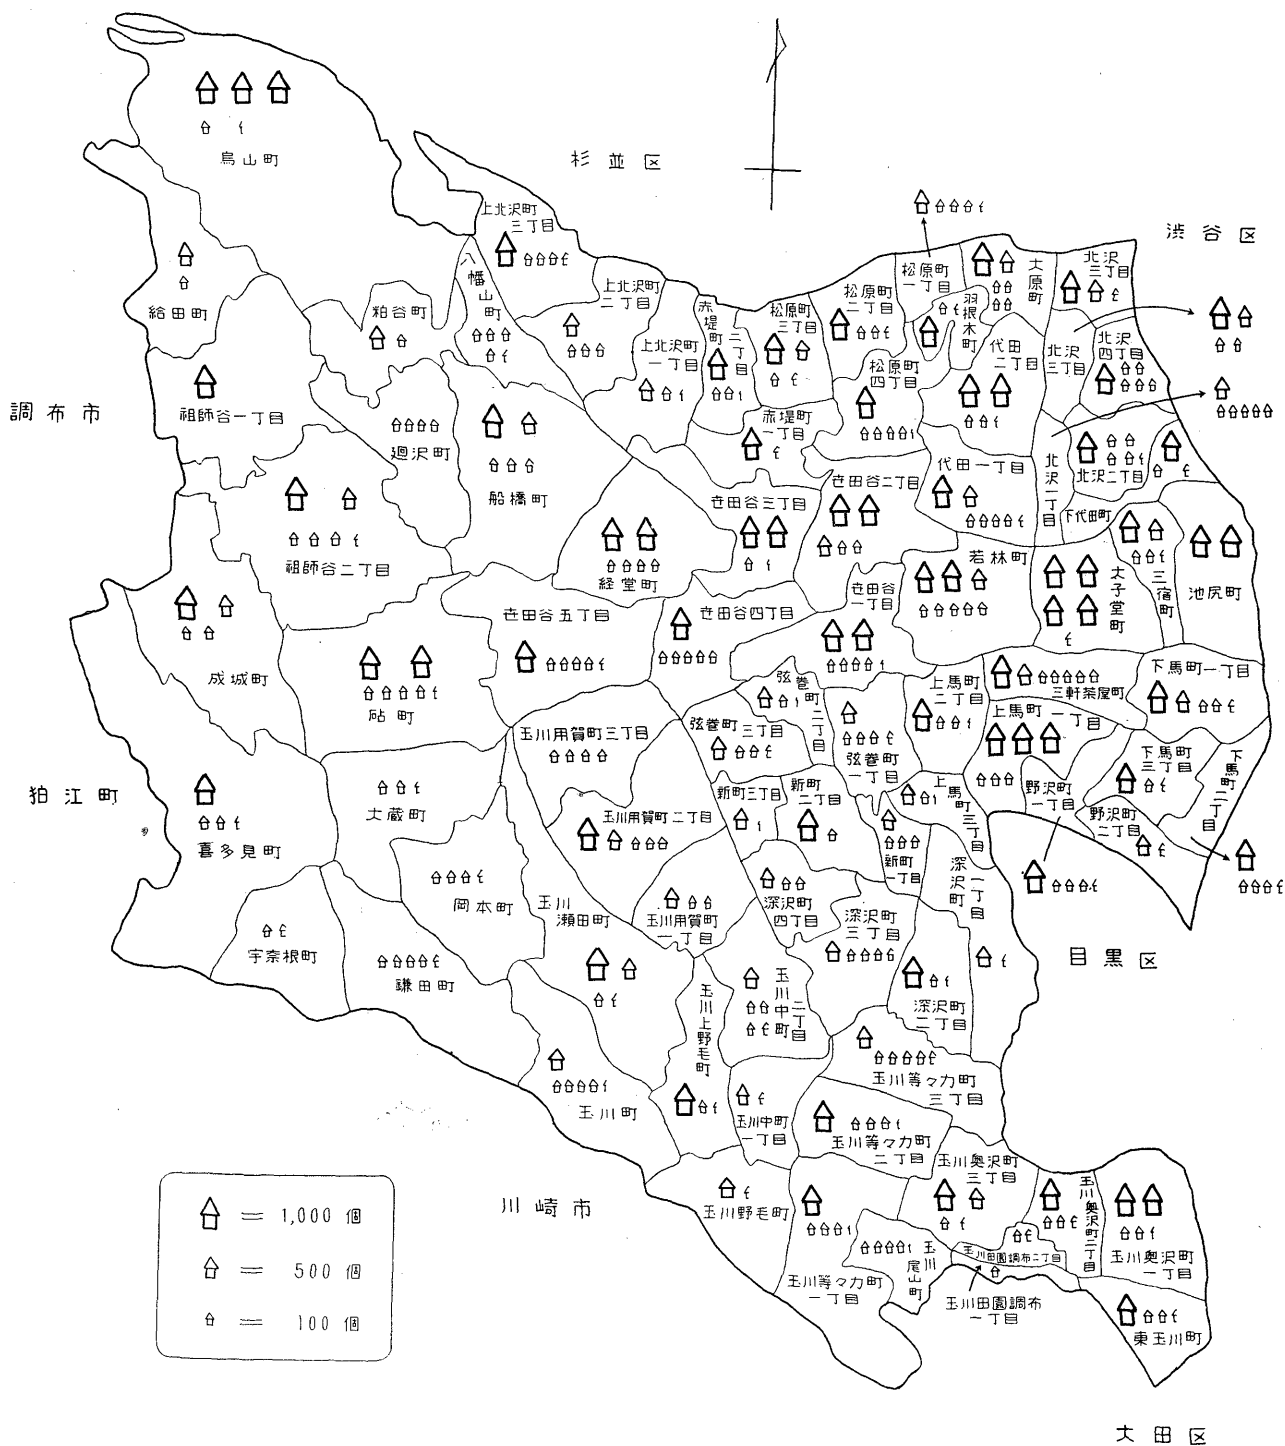 杉並区
渋谷区
調布市
狛江町
川崎市
目黒区
大田区
烏山町
給田町
粕谷町
八幡山町
上北沢町
三丁目
上北沢町
二丁目
上北沢町
一丁目
赤堤町
二丁目
赤堤町
一丁目
松原町
三丁目
松原町
二丁目
松原町
一丁目
松原町
四丁目
羽根木町
大原町
北沢
三丁目
北沢
三丁目
北沢
四丁目
北沢二丁目
北沢一丁目
代田
二丁目
代田一丁目
下代田町
祖師谷一丁目
祖師谷二丁目
廻沢町
船橋町
経堂町
世田谷三丁目
世田谷二丁目
世田谷
一丁目
世田谷四丁目
世田谷五丁目
若林町
太子堂町
三宿町
池尻町
三軒茶屋町
下馬町一丁目
下馬町
三丁目
下馬町二丁目
上馬町
二丁目
上馬町一丁目
上馬町三丁目
野沢町
一丁目
野沢町
二丁目
成城町
砧町
喜多見町
大蔵町
岡本町
宇奈根町
鎌田町
玉川用賀町三丁目
玉川用賀町二丁目
玉川用賀町
一丁目
弦巻町二丁目
弦巻町三丁目
弦巻町
一丁目
新町三丁目
新町
二丁目
新町
一丁目
深沢町
四丁目
深沢町
三丁目
深沢町
二丁目
深沢町一丁目
玉川
瀬田町
玉川町
玉川上野毛町
玉川中町二丁目
玉川中町
一丁目
玉川野毛町
玉川等々力町
三丁目
玉川等々力町
二丁目
玉川等々力町
一丁目
玉川奥沢町
三丁目
玉川奥沢町二丁目
玉川奥沢町
一丁目
玉川
尾山町
玉川田園調布二丁目
玉川田園調布
一丁目
東玉川町
= 1,000 個
= 500 個
= 100 個